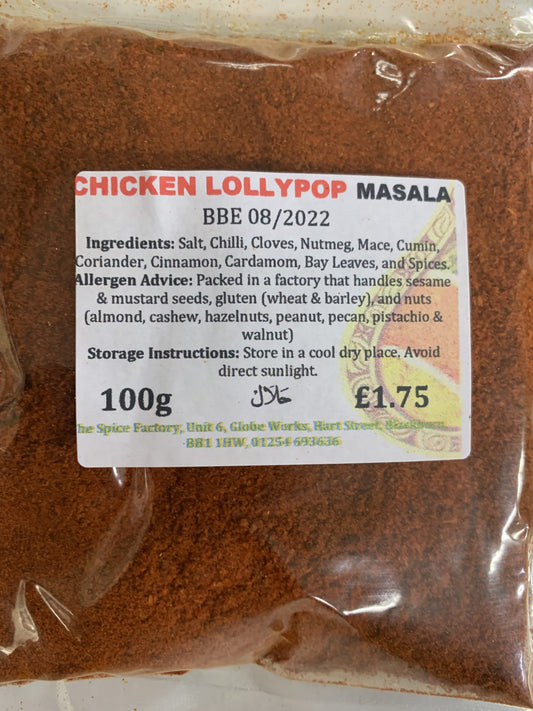 CHICKEN LOLLYPOP MASALA
BBE 08/2022
Ingredients: Salt, Chilli, Cloves, Nutmeg, Mace, Cumin,
Coriander, Cinnamon, Cardamom, Bay Leaves, and Spices.
Allergen Advice: Packed in a factory that handles sesame
& mustard seeds, gluten (wheat & barley), and nuts
(almond, cashew, hazelnuts, peanut, pecan, pistachio &
walnut)
Storage Instructions: Store in a cool dry place. Avoid
direct sunlight.
100g حلال £1.75
he Spice Factory, Unit 6, Globe Works, Hart Street, Blackburn
BB1 1HW, 01254 693636